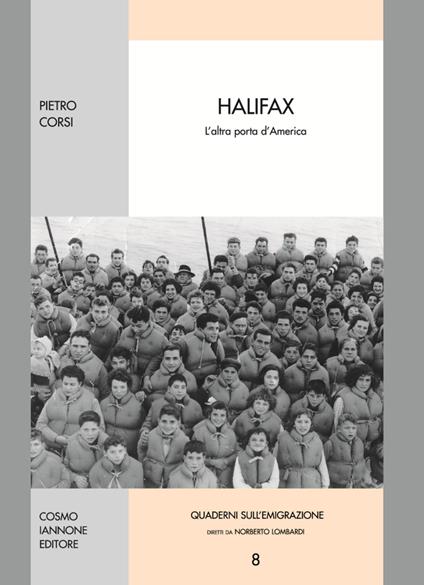 PIETRO
CORSI
HALIFAX
L'altra porta d'America
COSMO
IANNONE
EDITORE
QUADERNI SULL'EMIGRAZIONE
DIRETTI DA NORBERTO LOMBARDI
8